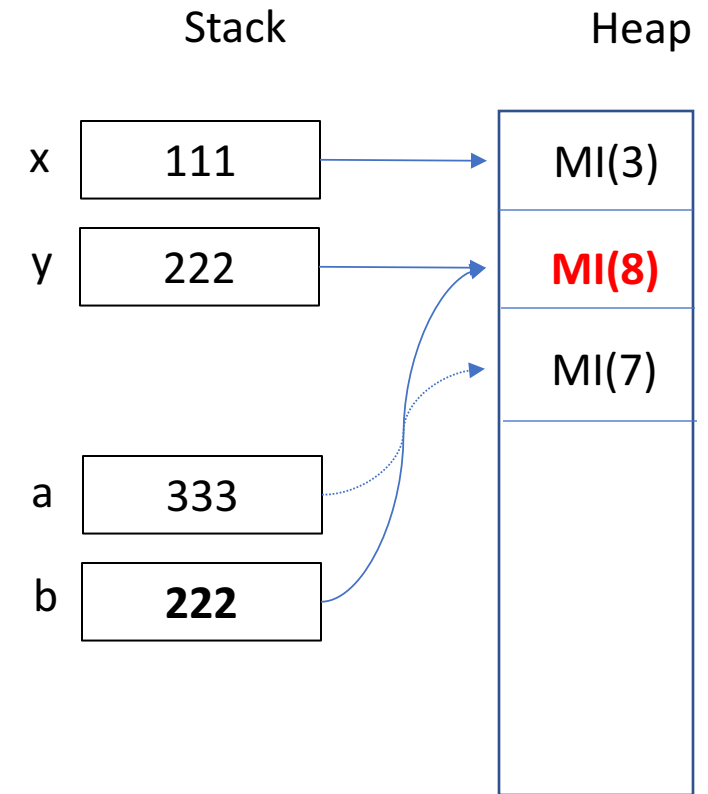 Stack Heap
x 111 MI(3)
y 222 MI(8)
MI(7)
a 333
b 222